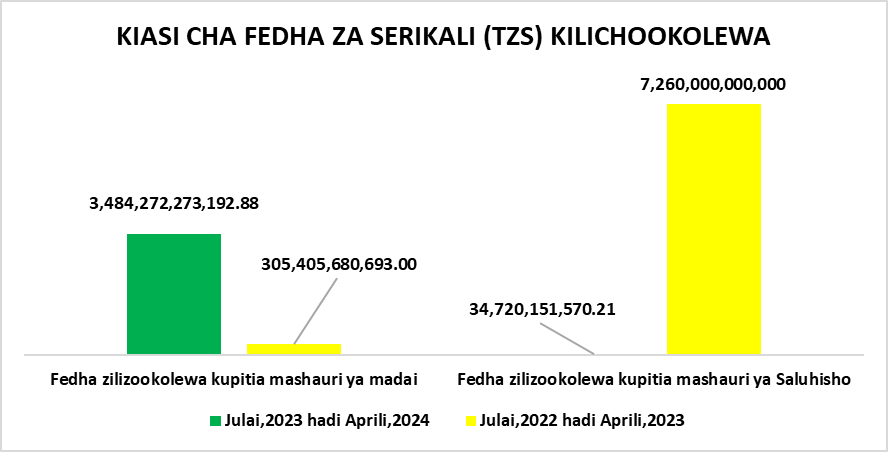 KIASI CHA FEDHA ZA SERIKALI (TZS) KILICHOOKOLEWA
7,260,000,000,000
3,484,272,273,192.88
305,405,680,693.00
34,720,151,570.21
Fedha zilizookolewa kupitia mashauri ya madai
Fedha zilizookolewa kupitia mashauri ya Saluhisho
Julai,2023 hadi Aprili,2024
Julai,2022 hadi Aprili,2023